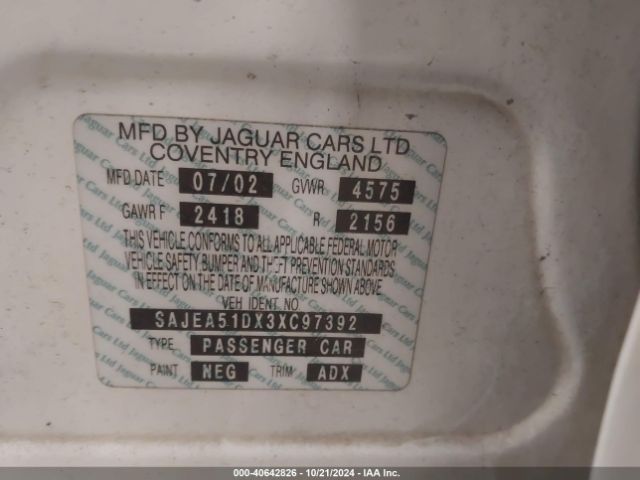 MFD BY JAGUAR CARS LTD
COVENTRY ENGLAND
MFD DATE 07/02 GVWR 4575
GAWR F 2418 R 2156
THIS VEHICLE CONFORMS TO ALL APPLICABLE FEDERAL MOTOR
VEHICLE SAFETY BUMPER AND THEFT PREVENTION STANDARDS
IN EFFECT ON THE DATE OF MANUFACTURE SHOWN ABOVE
VEH IDENT NO
SAJEA51DX3XC97392
TYPE PASSENGER CAR
PAINT NEG TRIM ADX
000-40642826 - 10/21/2024 - IAA Inc.